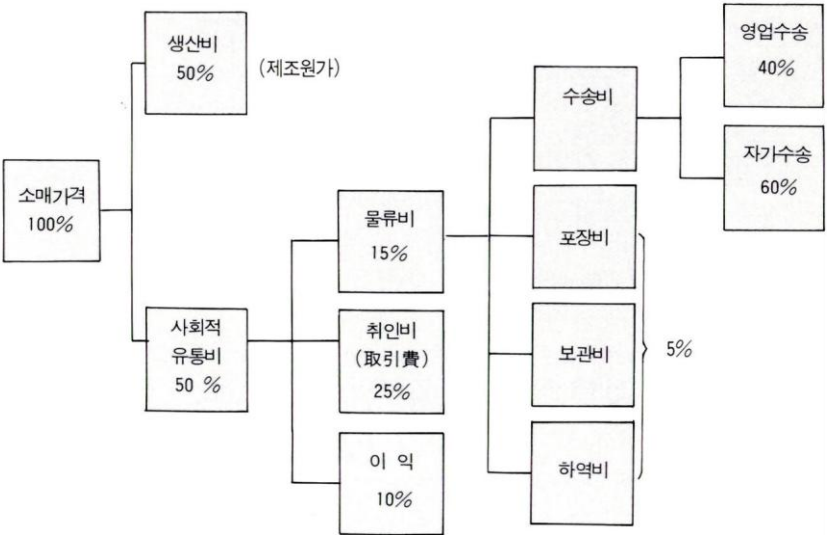 소매가격
100%
생산비
50%
(제조원가)
사회적
유통비
50 %
물류비
15%
취인비
(取引費)
25%
이 익
10%
수송비
포장비
보관비
하역비
5%
영업수송
40%
자가수송
60%